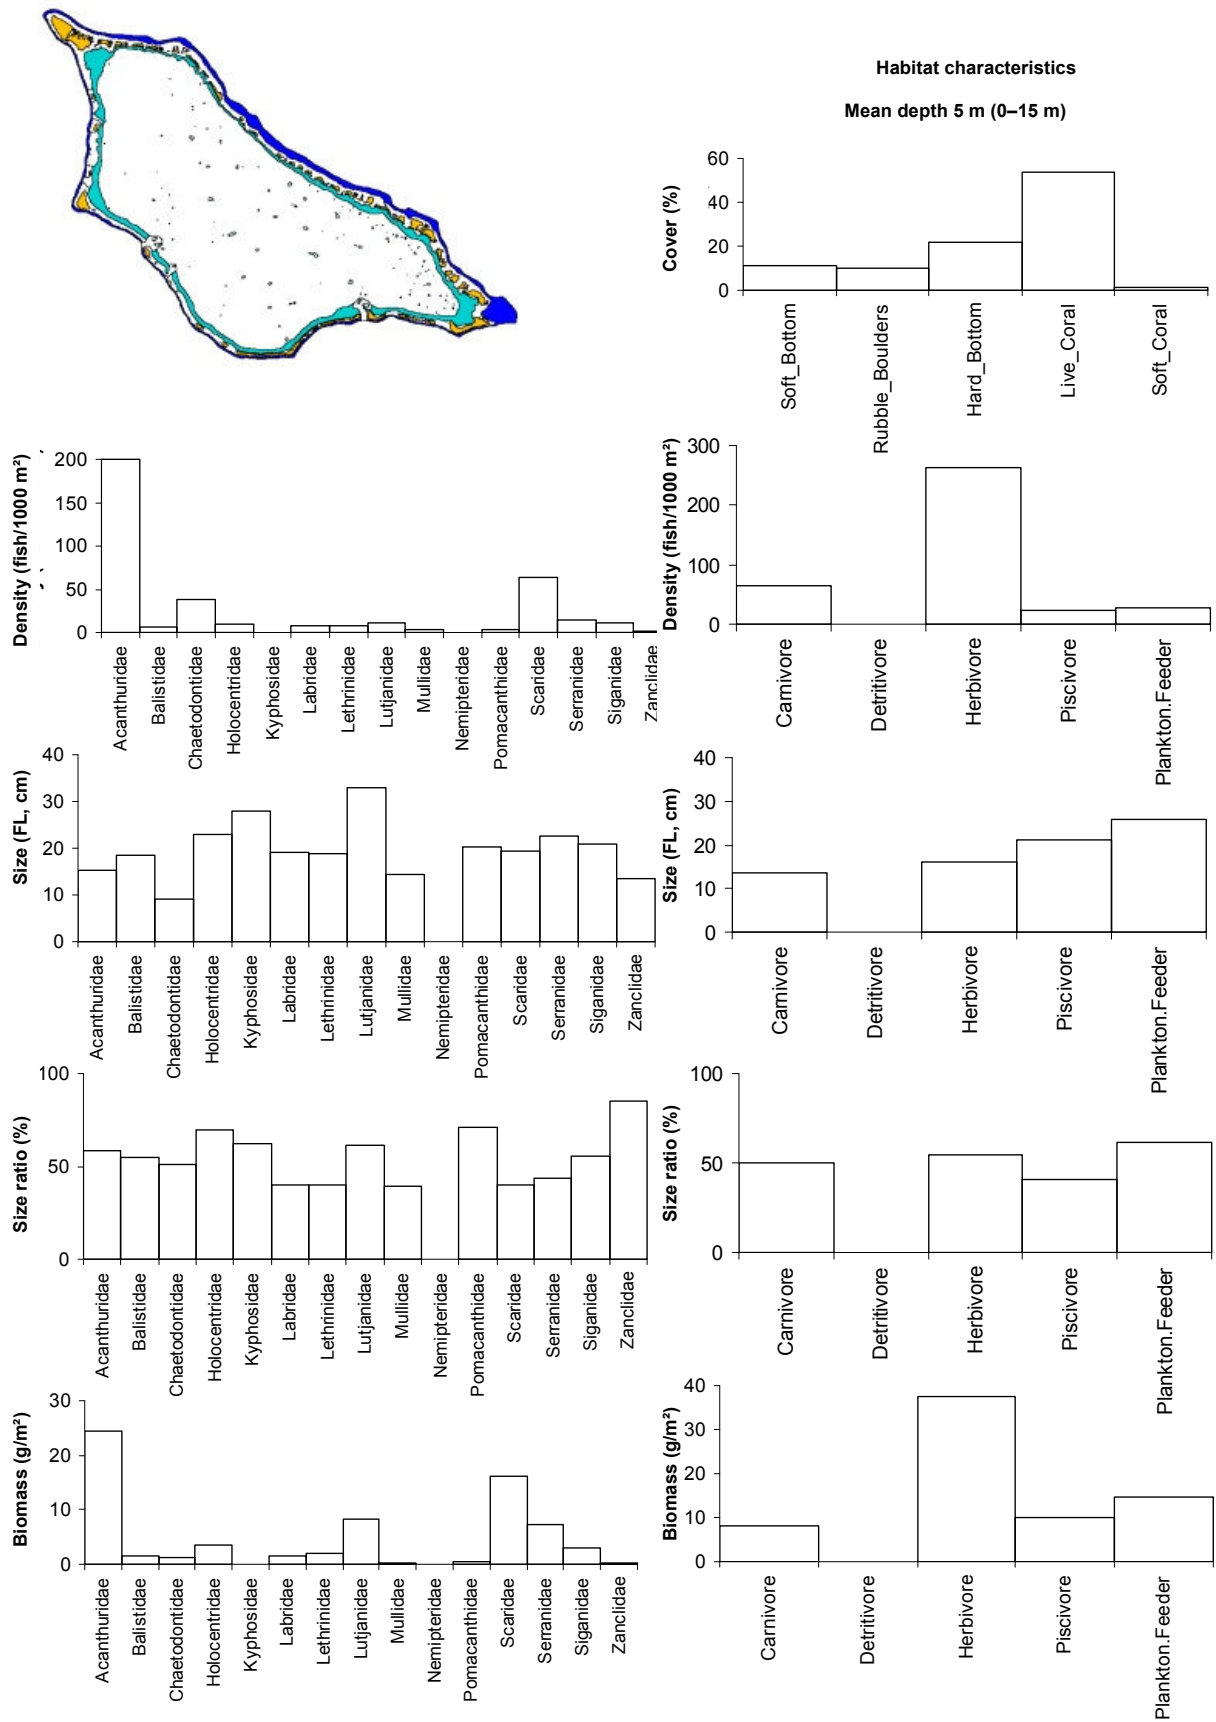 Habitat characteristics
Mean depth 5 m (0–15 m)
Cover (%)
60
40
20
0
Soft_Bottom
Rubble_Boulders
Hard_Bottom
Live_Coral
Soft_Coral
Density (fish/1000 m²)
200
150
100
50
0
Acanthuridae
Balistidae
Chaetodontidae
Holocentridae
Kyphosidae
Labridae
Lethrinidae
Lutjanidae
Mullidae
Nemipteridae
Pomacanthidae
Scaridae
Serranidae
Siganidae
Zanclidae
Density (fish/1000 m²)
300
200
100
0
Carnivore
Detritivore
Herbivore
Piscivore
Plankton.Feeder
Size (FL, cm)
40
30
20
10
0
Acanthuridae
Balistidae
Chaetodontidae
Holocentridae
Kyphosidae
Labridae
Lethrinidae
Lutjanidae
Mullidae
Nemipteridae
Pomacanthidae
Scaridae
Serranidae
Siganidae
Zanclidae
Size (FL, cm)
40
30
20
10
0
Carnivore
Detritivore
Herbivore
Piscivore
Plankton.Feeder
Size ratio (%)
100
50
0
Acanthuridae
Balistidae
Chaetodontidae
Holocentridae
Kyphosidae
Labridae
Lethrinidae
Lutjanidae
Mullidae
Nemipteridae
Pomacanthidae
Scaridae
Serranidae
Siganidae
Zanclidae
Size ratio (%)
100
50
0
Carnivore
Detritivore
Herbivore
Piscivore
Plankton.Feeder
Biomass (g/m²)
30
20
10
0
Acanthuridae
Balistidae
Chaetodontidae
Holocentridae
Kyphosidae
Labridae
Lethrinidae
Lutjanidae
Mullidae
Nemipteridae
Pomacanthidae
Scaridae
Serranidae
Siganidae
Zanclidae
Biomass (g/m²)
40
30
20
10
0
Carnivore
Detritivore
Herbivore
Piscivore
Plankton.Feeder